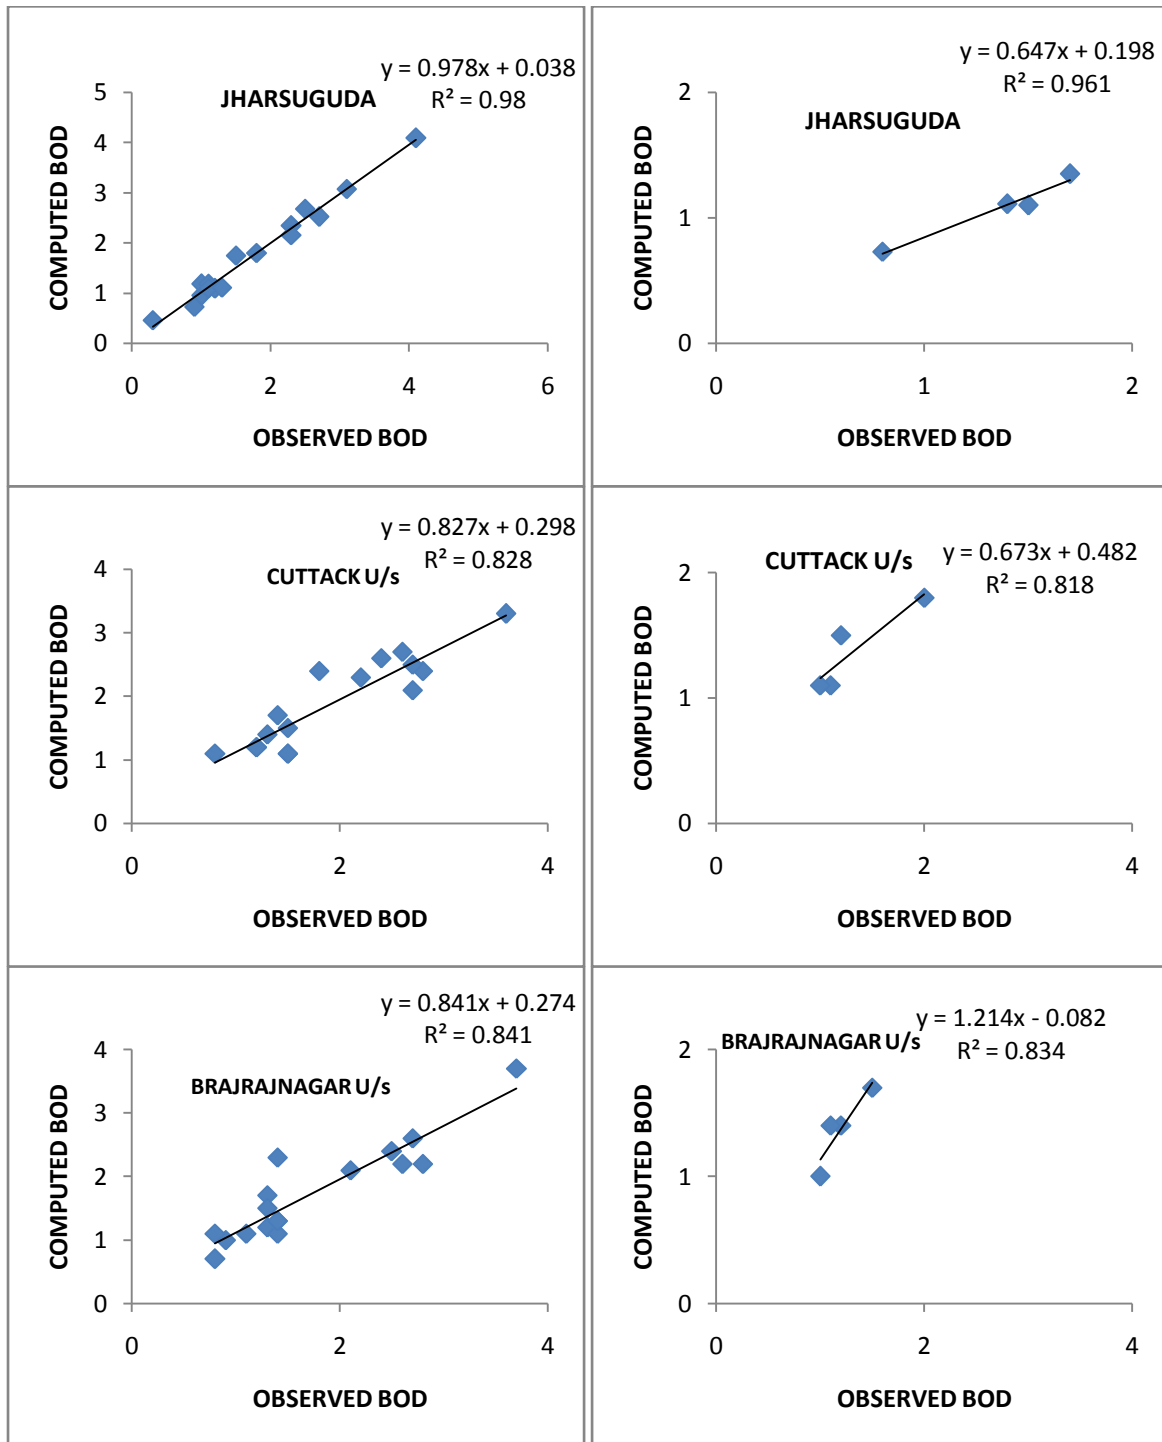 y = 0.978x + 0.038
R² = 0.98
JHARSUGUDA
COMPUTED BOD
5
4
3
2
1
0
0 2 4 6
OBSERVED BOD
y = 0.647x + 0.198
R² = 0.961
JHARSUGUDA
COMPUTED BOD
2
1
0
0 1 2
OBSERVED BOD
y = 0.827x + 0.298
R² = 0.828
CUTTACK U/s
COMPUTED BOD
4
3
2
1
0
0 2 4
OBSERVED BOD
CUTTACK U/s
y = 0.673x + 0.482
R² = 0.818
COMPUTED BOD
2
1
0
0 2 4
OBSERVED BOD
y = 0.841x + 0.274
R² = 0.841
BRAJRAJNAGAR U/s
COMPUTED BOD
4
3
2
1
0
0 2 4
OBSERVED BOD
y = 1.214x - 0.082
BRAJRAJNAGAR U/s
R² = 0.834
COMPUTED BOD
2
1
0
0 2 4
OBSERVED BOD